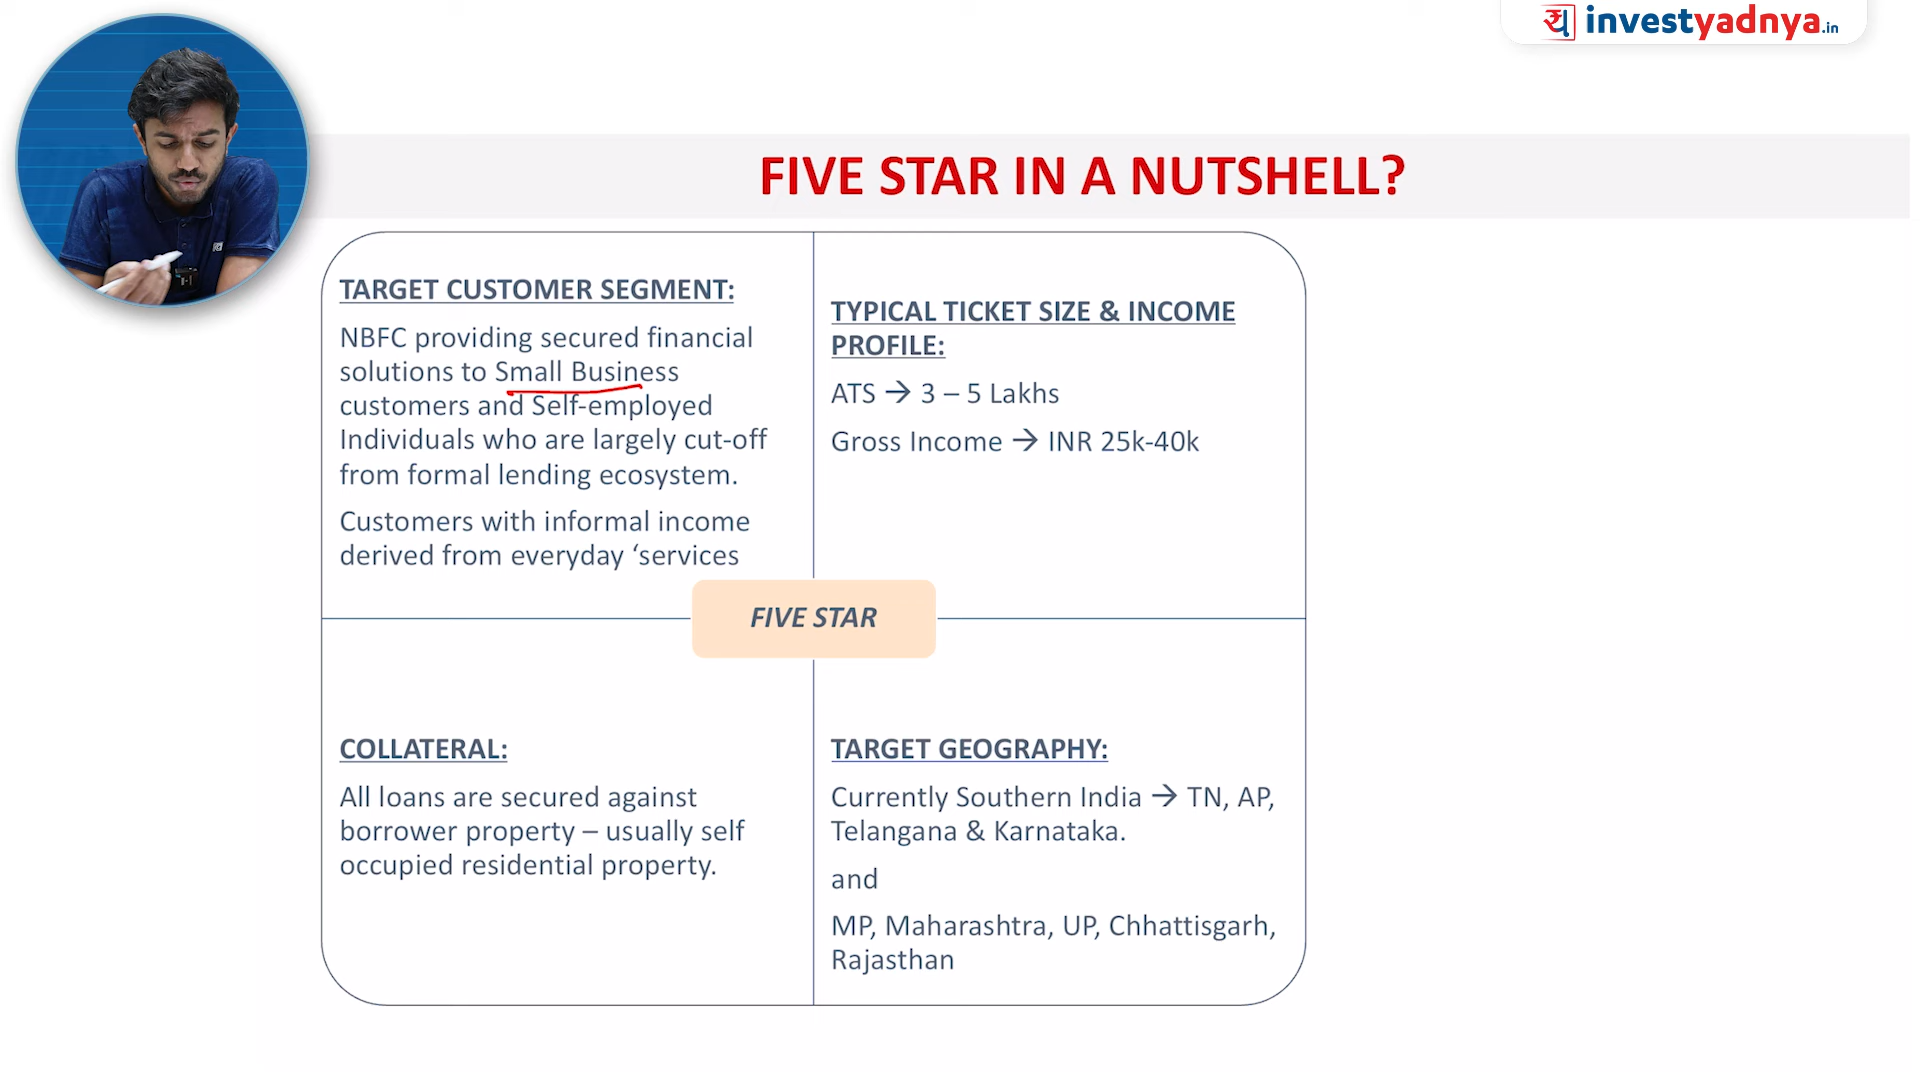 investyadnya.in
FIVE STAR IN A NUTSHELL?
TARGET CUSTOMER SEGMENT:
NBFC providing secured financial
solutions to Small Business
customers and Self-employed
Individuals who are largely cut-off
from formal lending ecosystem.
Customers with informal income
derived from everyday ‘services
TYPICAL TICKET SIZE & INCOME
PROFILE:
ATS → 3 – 5 Lakhs
Gross Income → INR 25k-40k
FIVE STAR
COLLATERAL:
All loans are secured against
borrower property – usually self
occupied residential property.
TARGET GEOGRAPHY:
Currently Southern India → TN, AP,
Telangana & Karnataka.
and
MP, Maharashtra, UP, Chhattisgarh,
Rajasthan